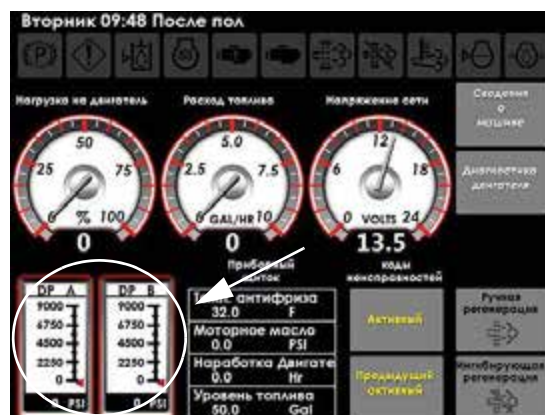 Вторник 09:48 После пол
Нагрузка на двигатель
Расход топлива
Напряжение сети
Сведения
о
машине
50
25
75
% 100
0
5.0
2.5
7.5
GAL/HR 10
0
12
6
18
0 VOLTS 24
13.5
Диагностика
двигателя
Приборный
щиток
коды
неисправностей
DP A
9000
6750
4500
2250
0
0 PSI
DP B
9000
6750
4500
2250
0
0 PSI
антифриза
32.0 F
Моторное масло
0.0 PSI
Наработка Двигате
0.0 Hr
Уровень топлива
50.0 Gal
Активный
Предыдущий
активный
Ручная
регенерация
Ингибирующая
регенерация